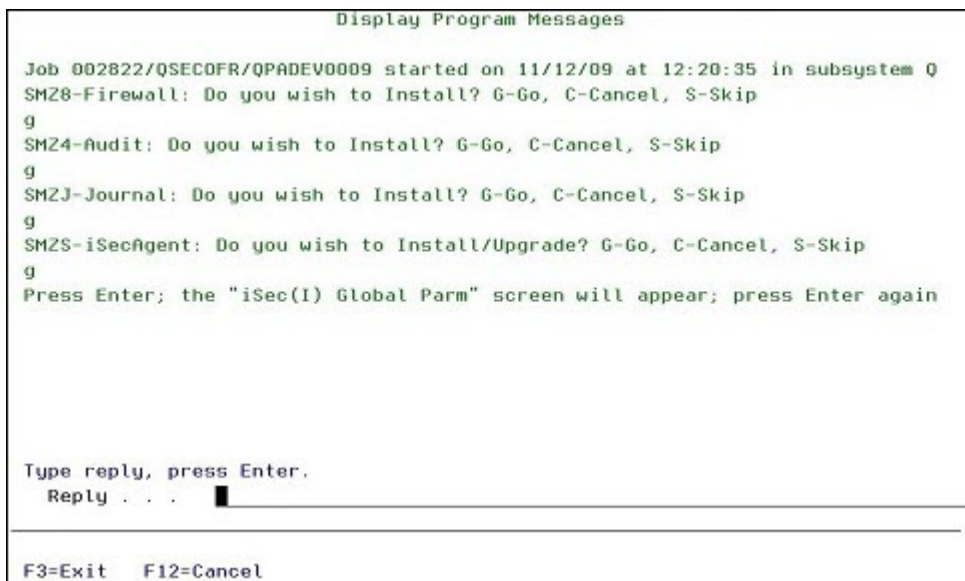 Display Program Messages
Job 002822/QSECOFR/QPADEV0009 started on 11/12/09 at 12:20:35 in subsystem Q
SMZ8-Firewall: Do you wish to Install? G-Go, C-Cancel, S-Skip
g
SMZ4-Audit: Do you wish to Install? G-Go, C-Cancel, S-Skip
g
SMZJ-Journal: Do you wish to Install? G-Go, C-Cancel, S-Skip
g
SMZS-iSecAgent: Do you wish to Install/Upgrade? G-Go, C-Cancel, S-Skip
g
Press Enter; the "iSec(I) Global Parm" screen will appear; press Enter again
Type reply, press Enter.
Reply . . .
F3=Exit F12=Cancel